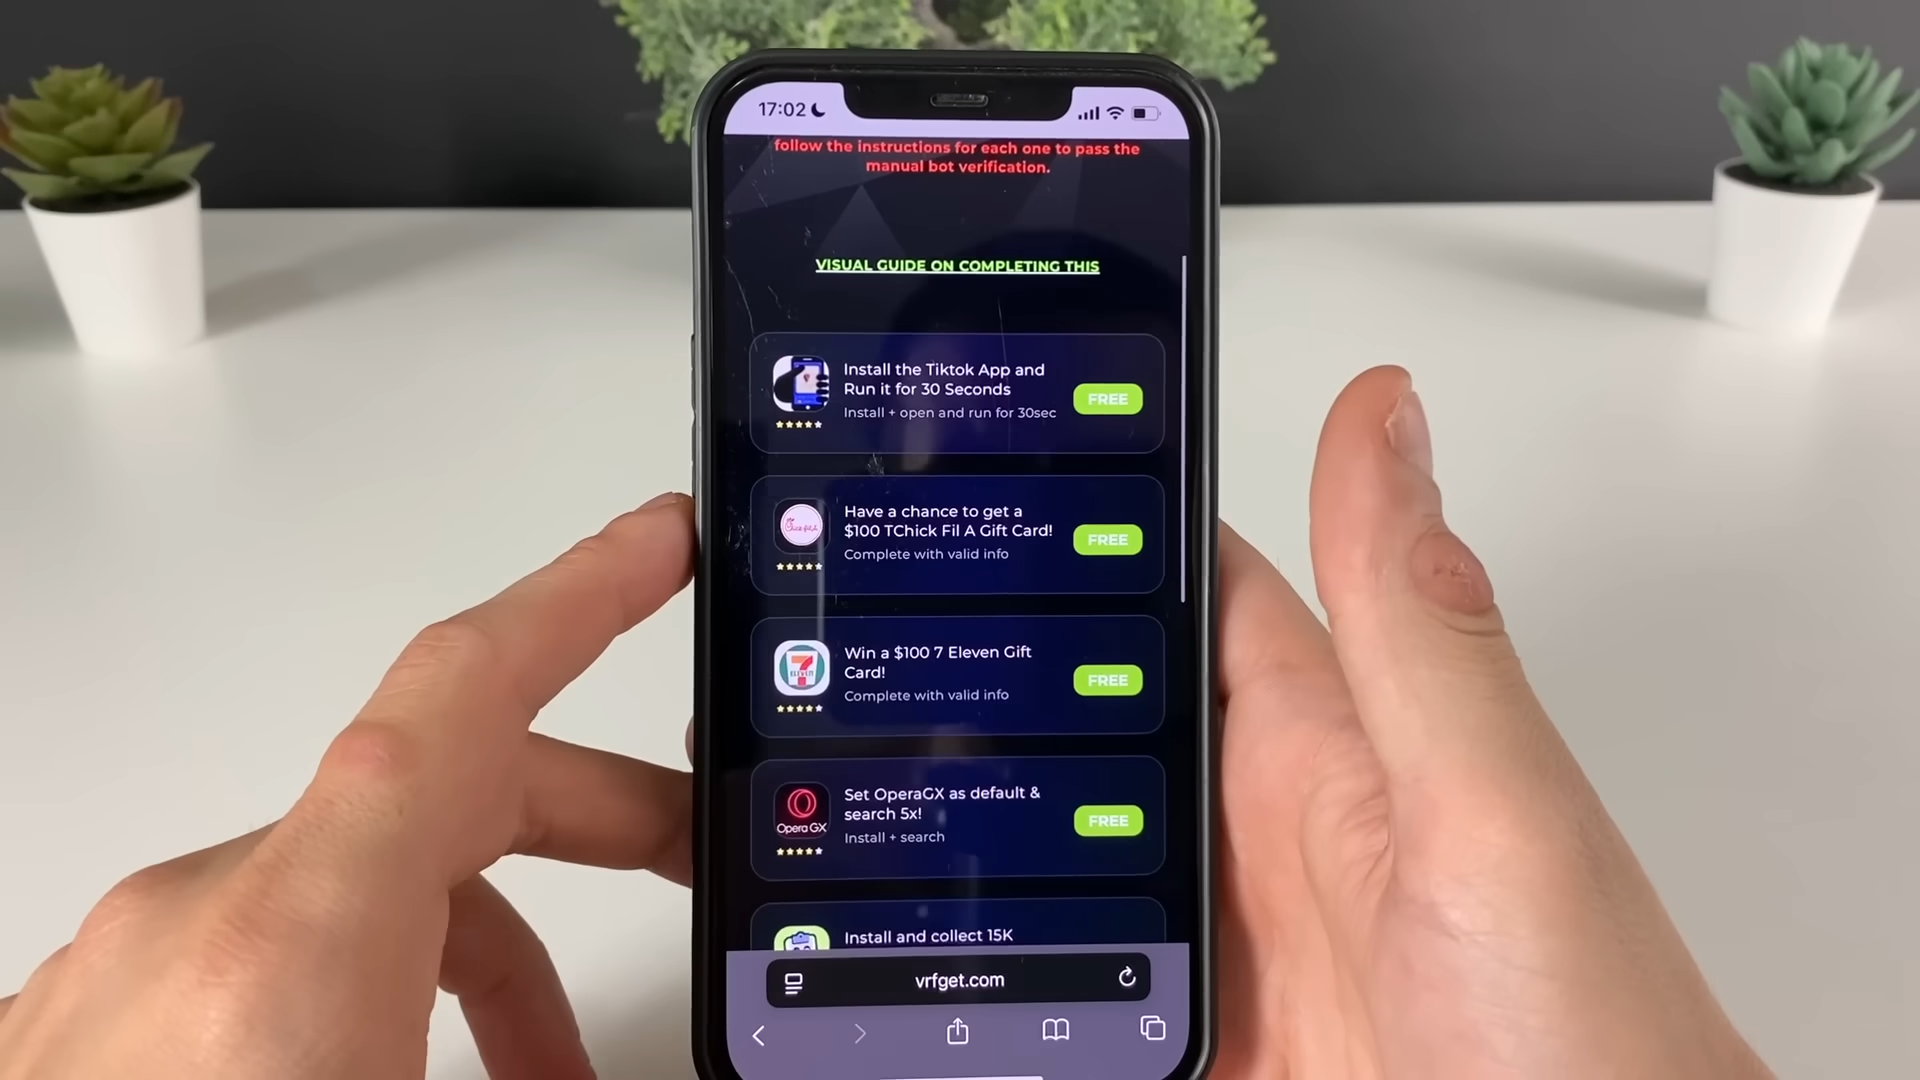 17:02
follow the instructions for each one to pass the
manual bot verification.
VISUAL GUIDE ON COMPLETING THIS
Install the Tiktok App and
Run it for 30 Seconds
Install + open and run for 30sec
FREE
Have a chance to get a
$100 TChick Fil A Gift Card!
Complete with valid info
FREE
7
ELEVEN
Win a $100 7 Eleven Gift
Card!
Complete with valid info
FREE
Opera GX
Set OperaGX as default &
search 5x!
Install + search
FREE
Install and collect 15K
vrfget.com